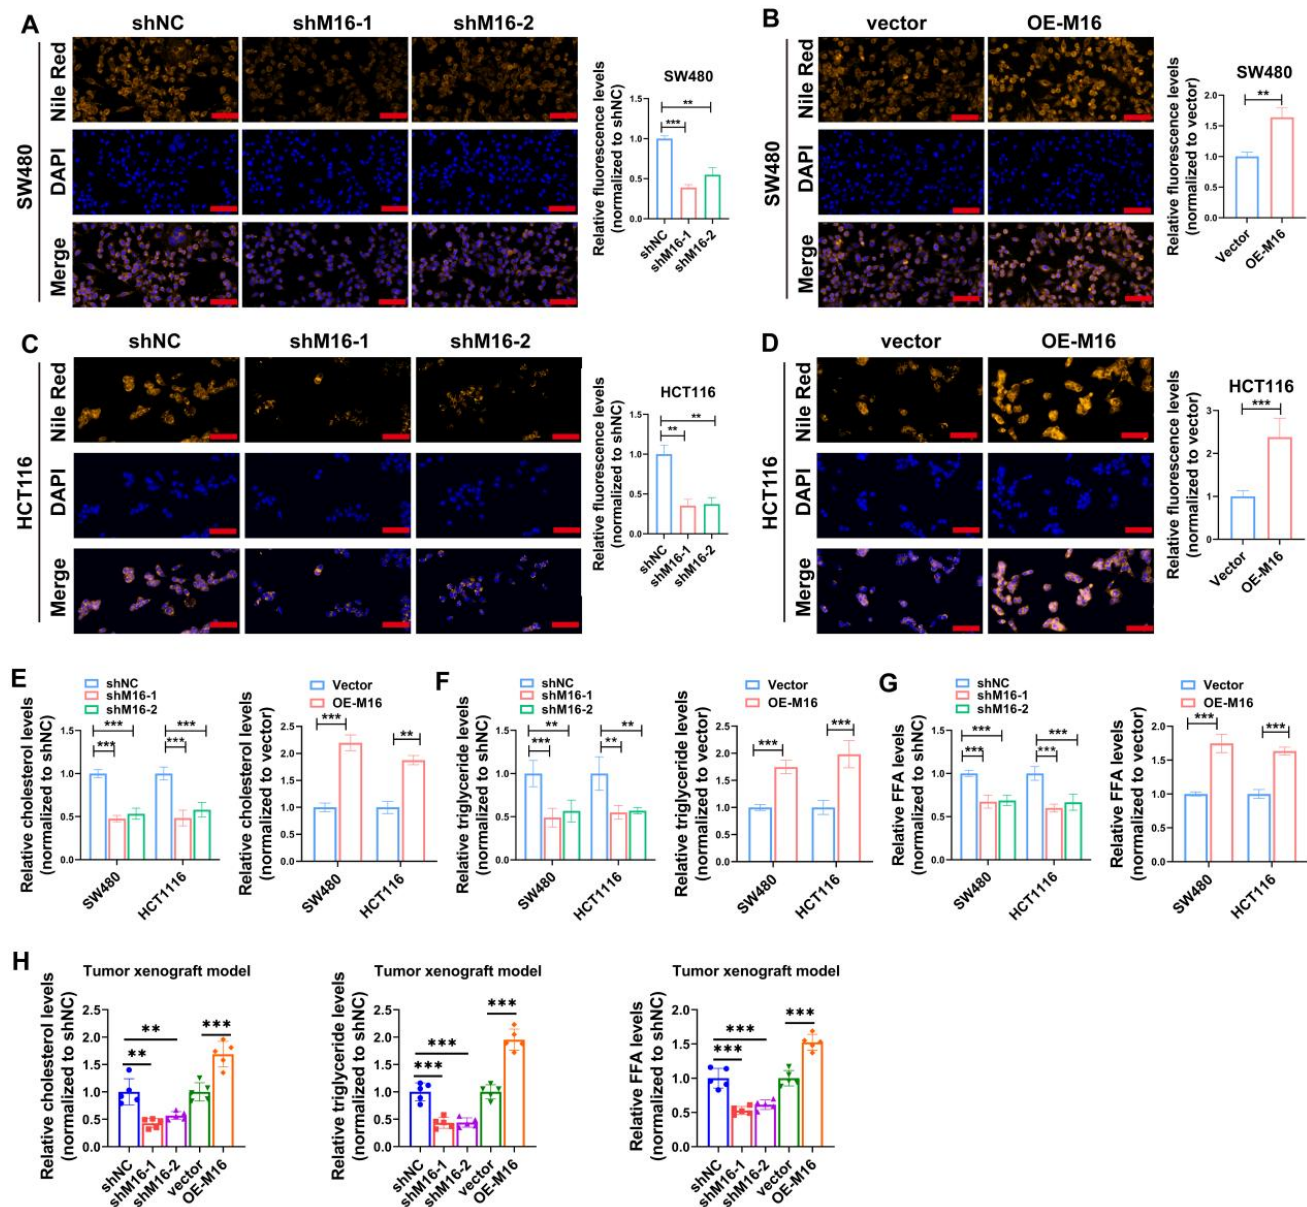 A
shNC
shM16-1
shM16-2
SW480
Nile Red
DAPI
Merge
SW480
Relative fluorescence levels
(normalized to shNC)
1.5
1.0
0.5
0.0
**
***
shNC
shM16-1
shM16-2
B
vector
OE-M16
SW480
Nile Red
DAPI
Merge
SW480
Relative fluorescence levels
(normalized to vector)
2.0
1.5
1.0
0.5
0.0
**
Vector
OE-M16
C
shNC
shM16-1
shM16-2
HCT116
Nile Red
DAPI
Merge
HCT116
Relative fluorescence levels
(normalized to shNC)
1.5
1.0
0.5
0.0
**
**
shNC
shM16-1
shM16-2
D
vector
OE-M16
HCT116
Nile Red
DAPI
Merge
HCT116
Relative fluorescence levels
(normalized to vector)
3
2
1
0
***
Vector
OE-M16
E
shNC
shM16-1
shM16-2
Relative cholesterol levels
(normalized to shNC)
1.5
1.0
0.5
0.0
***
***
***
***
SW480
HCT1116
Vector
OE-M16
Relative cholesterol levels
(normalized to vector)
2.5
2.0
1.5
1.0
0.5
0.0
***
**
SW480
HCT116
F
shNC
shM16-1
shM16-2
Relative triglyceride levels
(normalized to shNC)
1.5
1.0
0.5
0.0
**
***
**
**
SW480
HCT116
Vector
OE-M16
Relative triglyceride levels
(normalized to vector)
2.5
2.0
1.5
1.0
0.5
0.0
***
***
SW480
HCT116
G
shNC
shM16-1
shM16-2
Relative FFA levels
(normalized to shNC)
1.5
1.0
0.5
0.0
***
***
***
***
SW480
HCT1116
Vector
OE-M16
Relative FFA levels
(normalized to vector)
2.0
1.5
1.0
0.5
0.0
***
***
SW480
HCT116
H
Tumor xenograft model
Relative cholesterol levels
(normalized to shNC)
2.5
2.0
1.5
1.0
0.5
0.0
**
**
***
shNC
shM16-1
shM16-2
vector
OE-M16
Tumor xenograft model
Relative triglyceride levels
(normalized to shNC)
2.5
2.0
1.5
1.0
0.5
0.0
***
***
***
shNC
shM16-1
shM16-2
vector
OE-M16
Tumor xenograft model
Relative FFA levels
(normalized to shNC)
2.0
1.5
1.0
0.5
0.0
***
***
***
shNC
shM16-1
shM16-2
vector
OE-M16